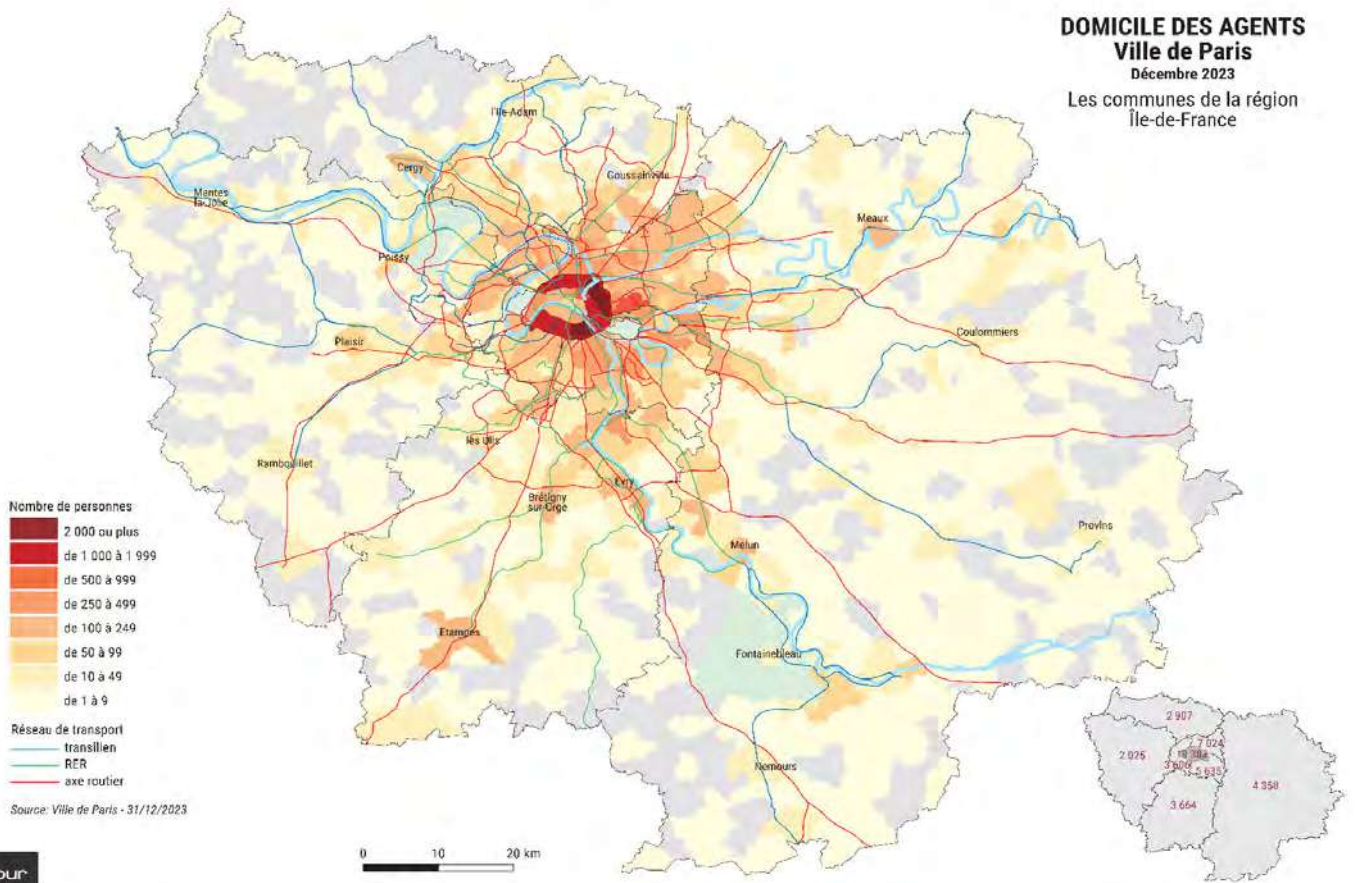 DOMICILE DES AGENTS
Ville de Paris
Décembre 2023
Les communes de la région
Île-de-France
l'Ile-Adam
Cergy
Goussainville
Mantes
la-Jolie
Meaux
Poissy
Coulommiers
Plaisir
les Ulis
Rambouillet
Evry
Brétigny
sur-Orge
Provins
Melun
Etampes
Fontainebleau
Nemours
Nombre de personnes
2 000 ou plus
de 1 000 à 1 999
de 500 à 999
de 250 à 499
de 100 à 249
de 50 à 99
de 10 à 49
de 1 à 9
Réseau de transport
transilien
RER
axe routier
Source: Ville de Paris - 31/12/2023
0 10 20 km
2 907
7 024
2 025
3 606
5 635
4 358
3 664